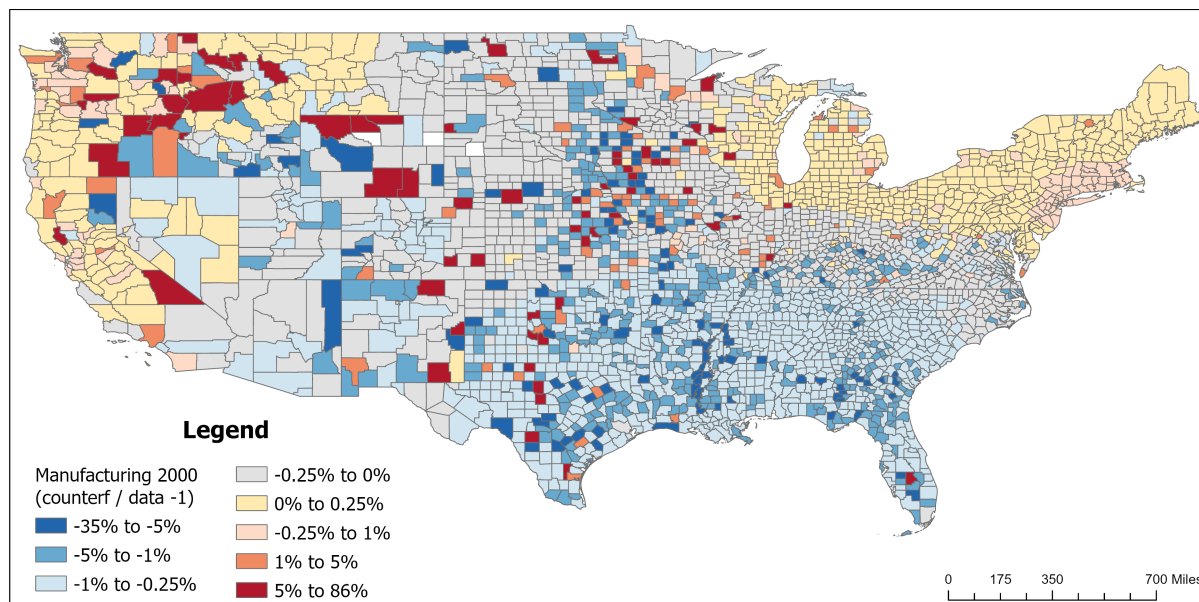 Legend
Manufacturing 2000
(counterf / data -1)
-35% to -5%
-5% to -1%
-1% to -0.25%
-0.25% to 0%
0% to 0.25%
-0.25% to 1%
1% to 5%
5% to 86%
0 175 350 700 Miles